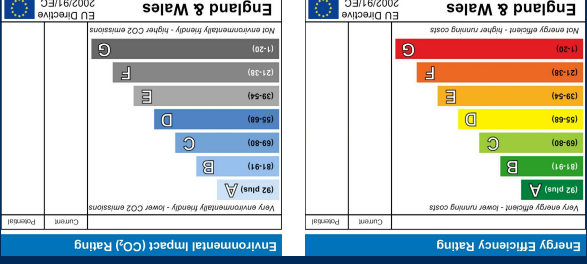 Energy Efficiency Rating
Current Potential
Very energy efficient - lower running costs
(92 plus) A
(81-91) B
(69-80) C
(55-68) D
(39-54) E
(21-38) F
(1-20) G
Not energy efficient - higher running costs
England & Wales
EU Directive
2002/91/EC
Environmental Impact (CO₂) Rating
Current Potential
Very environmentally friendly - lower CO2 emissions
(92 plus) A
(81-91) B
(69-80) C
(55-68) D
(39-54) E
(21-38) F
(1-20) G
Not environmentally friendly - higher CO2 emissions
England & Wales
EU Directive
2002/91/EC